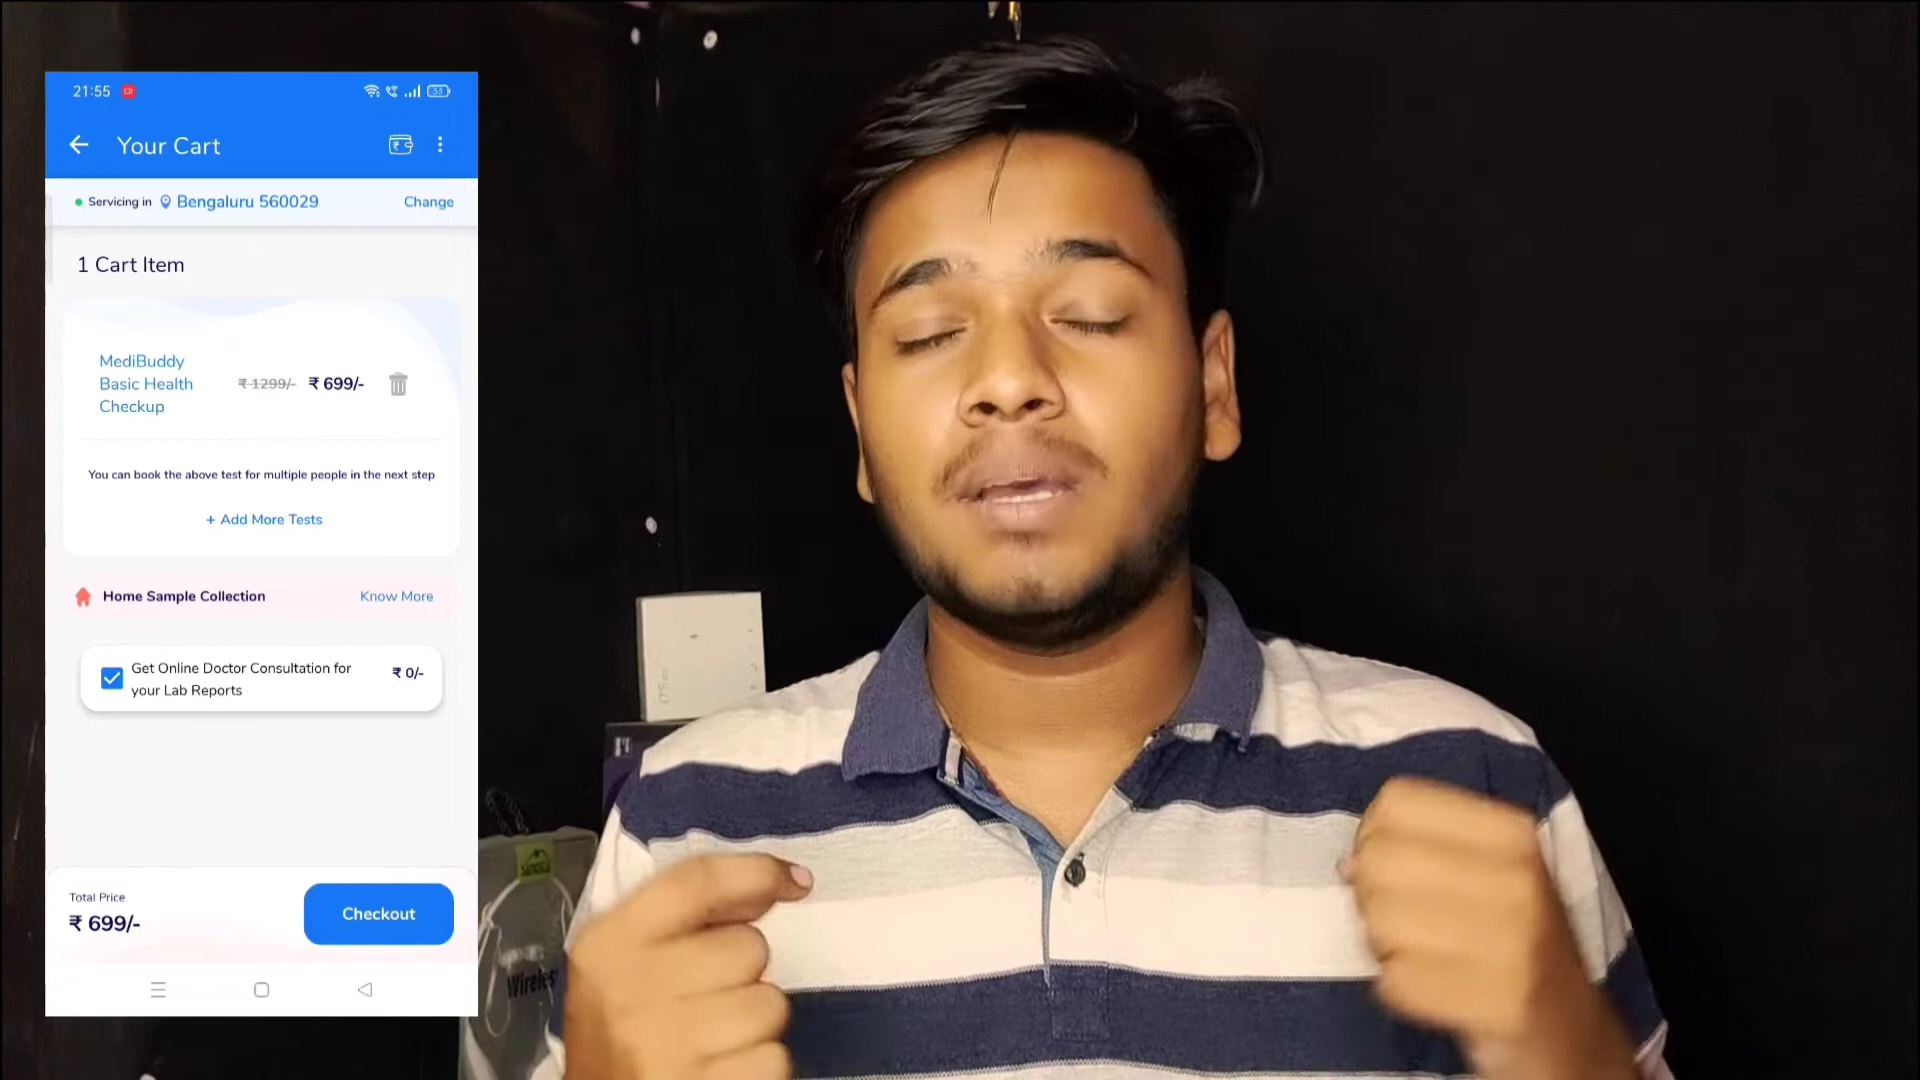 21:55
53
Your Cart
Servicing in Bengaluru 560029 Change
1 Cart Item
MediBuddy
Basic Health
Checkup
₹ 1299/- ₹ 699/-
You can book the above test for multiple people in the next step
+ Add More Tests
Home Sample Collection Know More
Get Online Doctor Consultation for
your Lab Reports
₹ 0/-
Total Price
₹ 699/-
Checkout